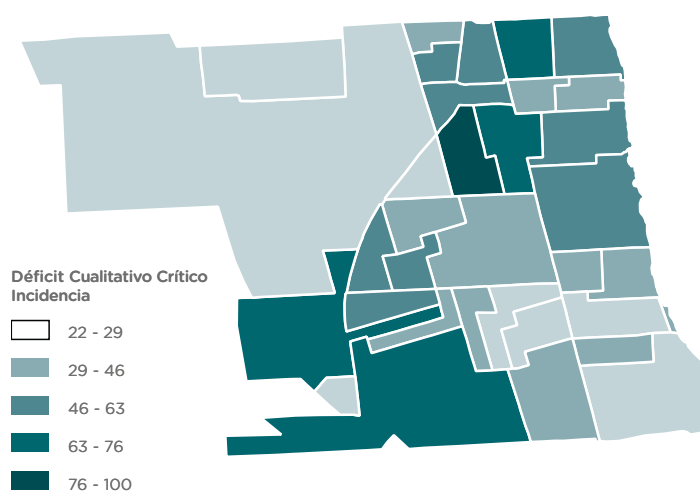 Déficit Cualitativo Crítico
Incidencia
22 - 29
29 - 46
46 - 63
63 - 76
76 - 100